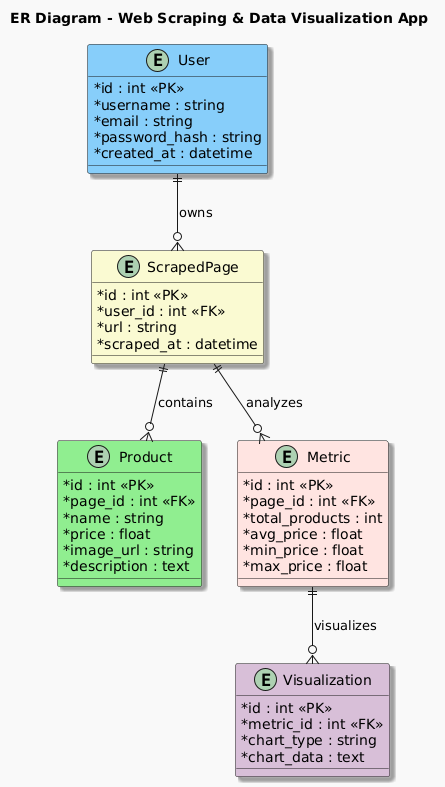 ER Diagram - Web Scraping & Data Visualization App
E User
*id : int «PK»
*username : string
*email : string
*password_hash : string
*created_at : datetime
owns
E ScrapedPage
*id : int «PK»
*user_id : int «FK»
*url : string
*scraped_at : datetime
contains
analyzes
E Product
*id : int «PK»
*page_id : int «FK»
*name : string
*price : float
*image_url : string
*description : text
E Metric
*id : int «PK»
*page_id : int «FK»
*total_products : int
*avg_price : float
*min_price : float
*max_price : float
visualizes
E Visualization
*id : int «PK»
*metric_id : int «FK»
*chart_type : string
*chart_data : text